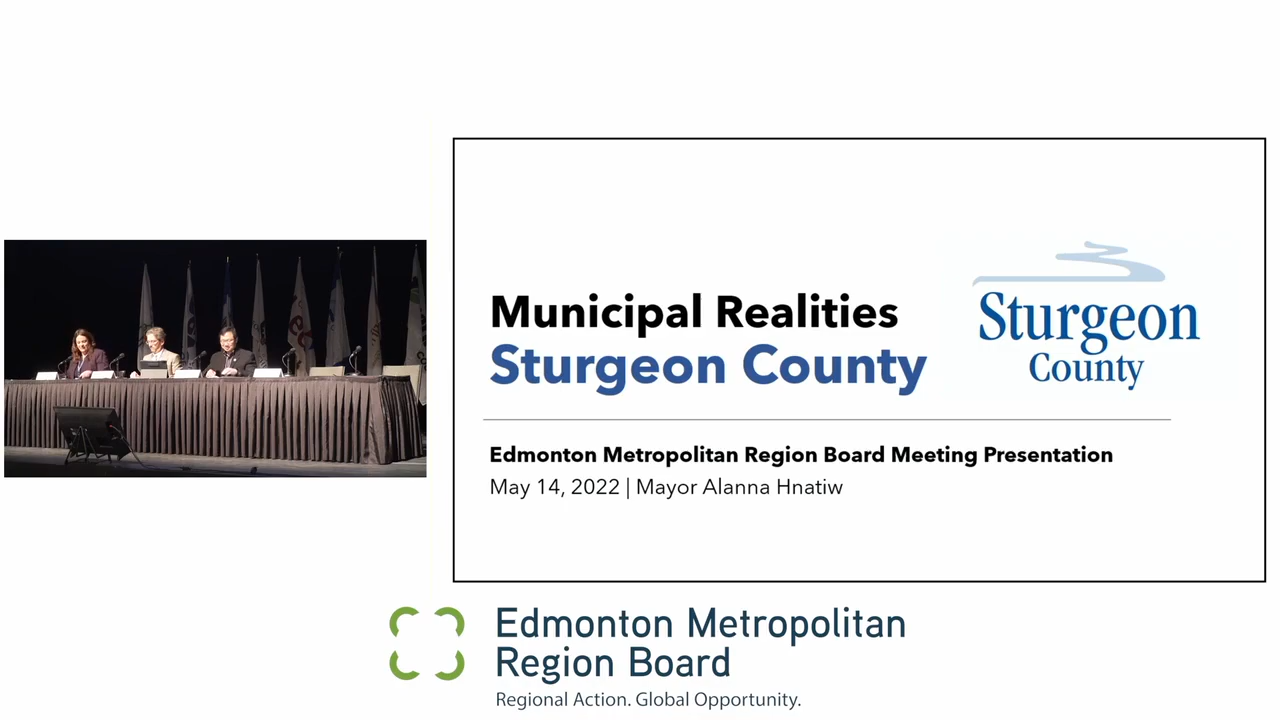 Municipal Realities
Sturgeon County
Sturgeon
County
Edmonton Metropolitan Region Board Meeting Presentation
May 14, 2022 | Mayor Alanna Hnatiw
Edmonton Metropolitan
Region Board
Regional Action. Global Opportunity.